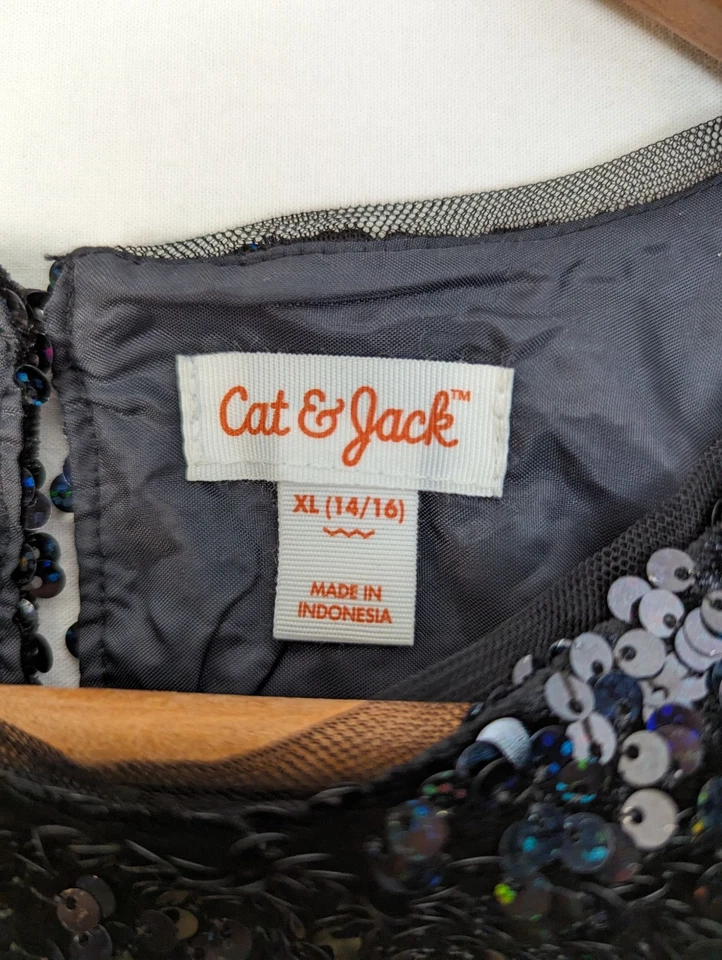 Cat & Jack™
XL (14/16)
MADE IN
INDONESIA